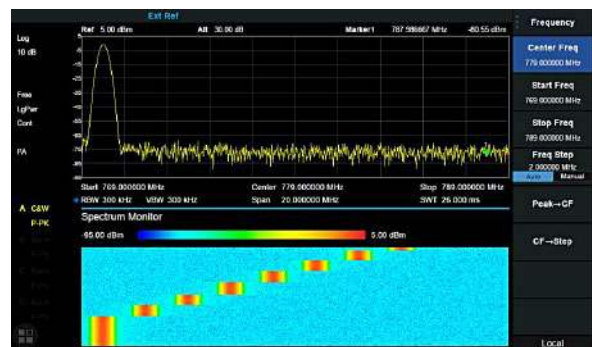 Ext Ref
Ref 5.00 dBm Att 30.00 dB Marker1 787.986667 MHz -80.55 dBm
Log
10 dB
Free
LgPwr
Cont
PA
Start 769.000000 MHz Center 779.000000 MHz Stop 789.000000 MHz
RBW 300 kHz VBW 300 kHz Span 20.000000 MHz SWT 26.000 ms
A C&W
P-PK
Spectrum Monitor
-95.00 dBm 5.00 dBm
Frequency
Center Freq
779.000000 MHz
Start Freq
769.000000 MHz
Stop Freq
789.000000 MHz
Freq Step
2.000000 MHz
Auto Manual
Peak→CF
CF→Step
Local